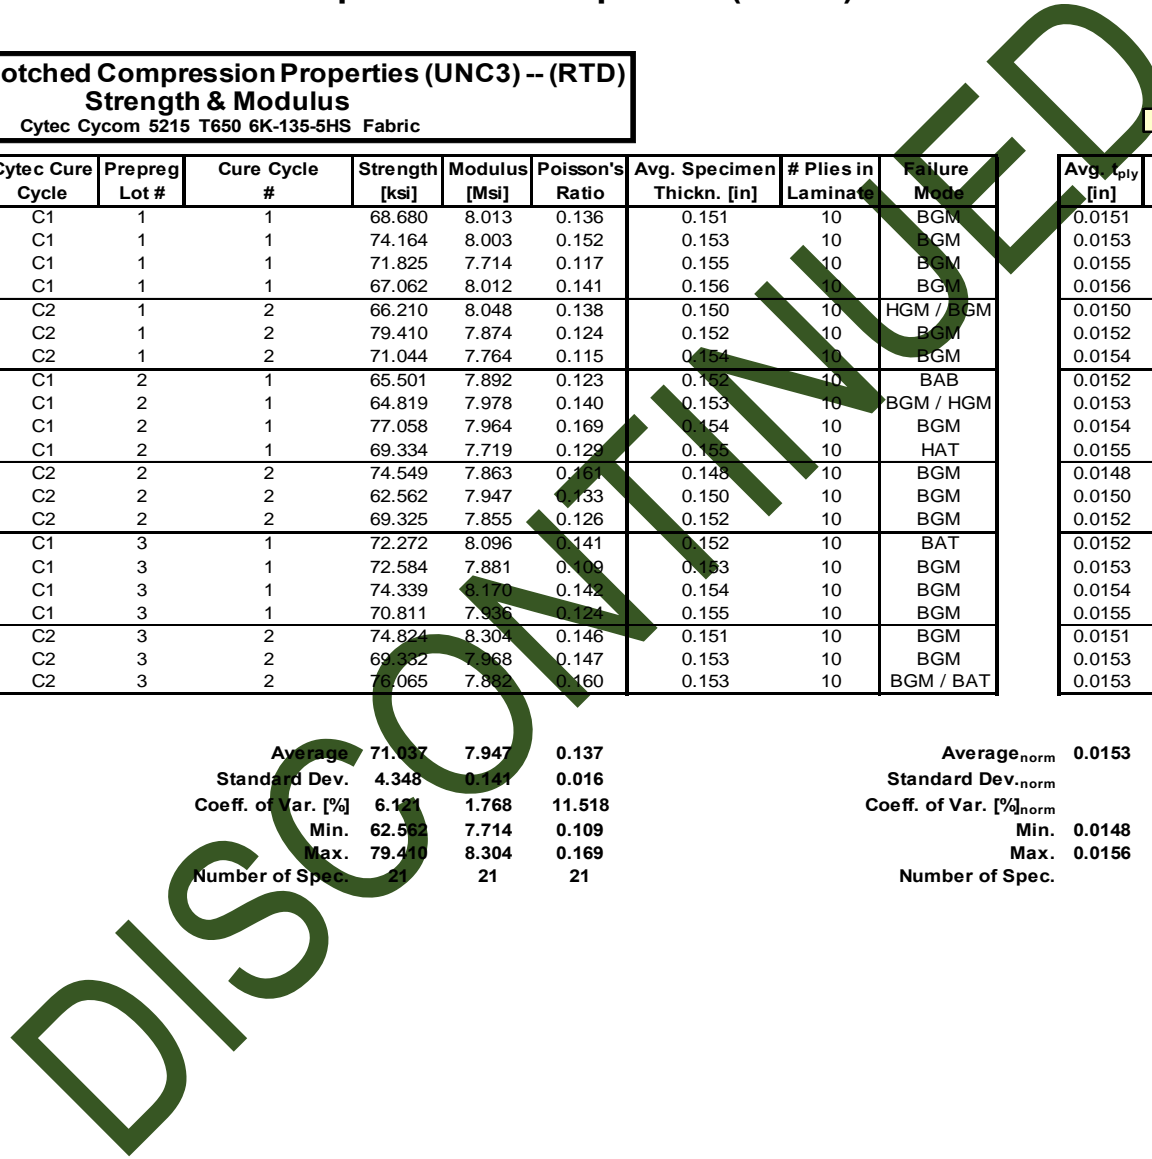 otched Compression Properties (UNC3) -- (RTD)
Strength & Modulus
Cytec Cycom 5215 T650 6K-135-5HS Fabric
Cytec Cure Prepreg Cure Cycle Strength Modulus Poisson's Avg. Specimen # Plies in Failure Avg. tply
Cycle Lot # # [ksi] [Msi] Ratio Thickn. [in] Laminate Mode [in]
C1 1 1 68.680 8.013 0.136 0.151 10 BGM 0.0151
C1 1 1 74.164 8.003 0.152 0.153 10 BGM 0.0153
C1 1 1 71.825 7.714 0.117 0.155 10 BGM 0.0155
C1 1 1 67.062 8.012 0.141 0.156 10 BGM 0.0156
C2 1 2 66.210 8.048 0.138 0.150 10 HGM / BGM 0.0150
C2 1 2 79.410 7.874 0.124 0.152 10 BGM 0.0152
C2 1 2 71.044 7.764 0.115 0.154 10 BGM 0.0154
C1 2 1 65.501 7.892 0.123 0.152 10 BAB 0.0152
C1 2 1 64.819 7.978 0.140 0.153 10 BGM / HGM 0.0153
C1 2 1 77.058 7.964 0.169 0.154 10 BGM 0.0154
C1 2 1 69.334 7.719 0.129 0.155 10 HAT 0.0155
C2 2 2 74.549 7.863 0.161 0.148 10 BGM 0.0148
C2 2 2 62.562 7.947 0.133 0.150 10 BGM 0.0150
C2 2 2 69.325 7.855 0.126 0.152 10 BGM 0.0152
C1 3 1 72.272 8.096 0.141 0.152 10 BAT 0.0152
C1 3 1 72.584 7.881 0.109 0.153 10 BGM 0.0153
C1 3 1 74.339 8.170 0.142 0.154 10 BGM 0.0154
C1 3 1 70.811 7.936 0.124 0.155 10 BGM 0.0155
C2 3 2 74.824 8.304 0.146 0.151 10 BGM 0.0151
C2 3 2 69.332 7.968 0.147 0.153 10 BGM 0.0153
C2 3 2 76.065 7.882 0.160 0.153 10 BGM / BAT 0.0153
Average 71.037 7.947 0.137 Averagenorm 0.0153
Standard Dev. 4.348 0.141 0.016 Standard Dev.norm
Coeff. of Var. [%] 6.121 1.768 11.518 Coeff. of Var. [%]norm
Min. 62.562 7.714 0.109 Min. 0.0148
Max. 79.410 8.304 0.169 Max. 0.0156
Number of Spec. 21 21 21 Number of Spec.
DISCONTINUED